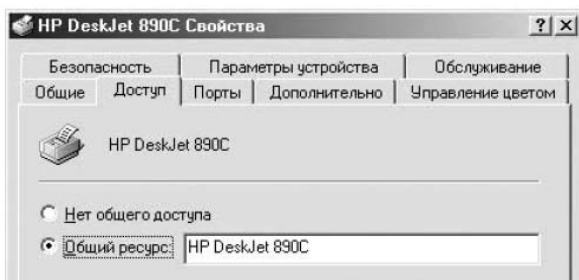 HP DeskJet 890C Свойства
Безопасность Параметры устройства Обслуживание
Общие Доступ Порты Дополнительно Управление цветом
HP DeskJet 890C
Нет общего доступа
Общий ресурс: HP DeskJet 890C